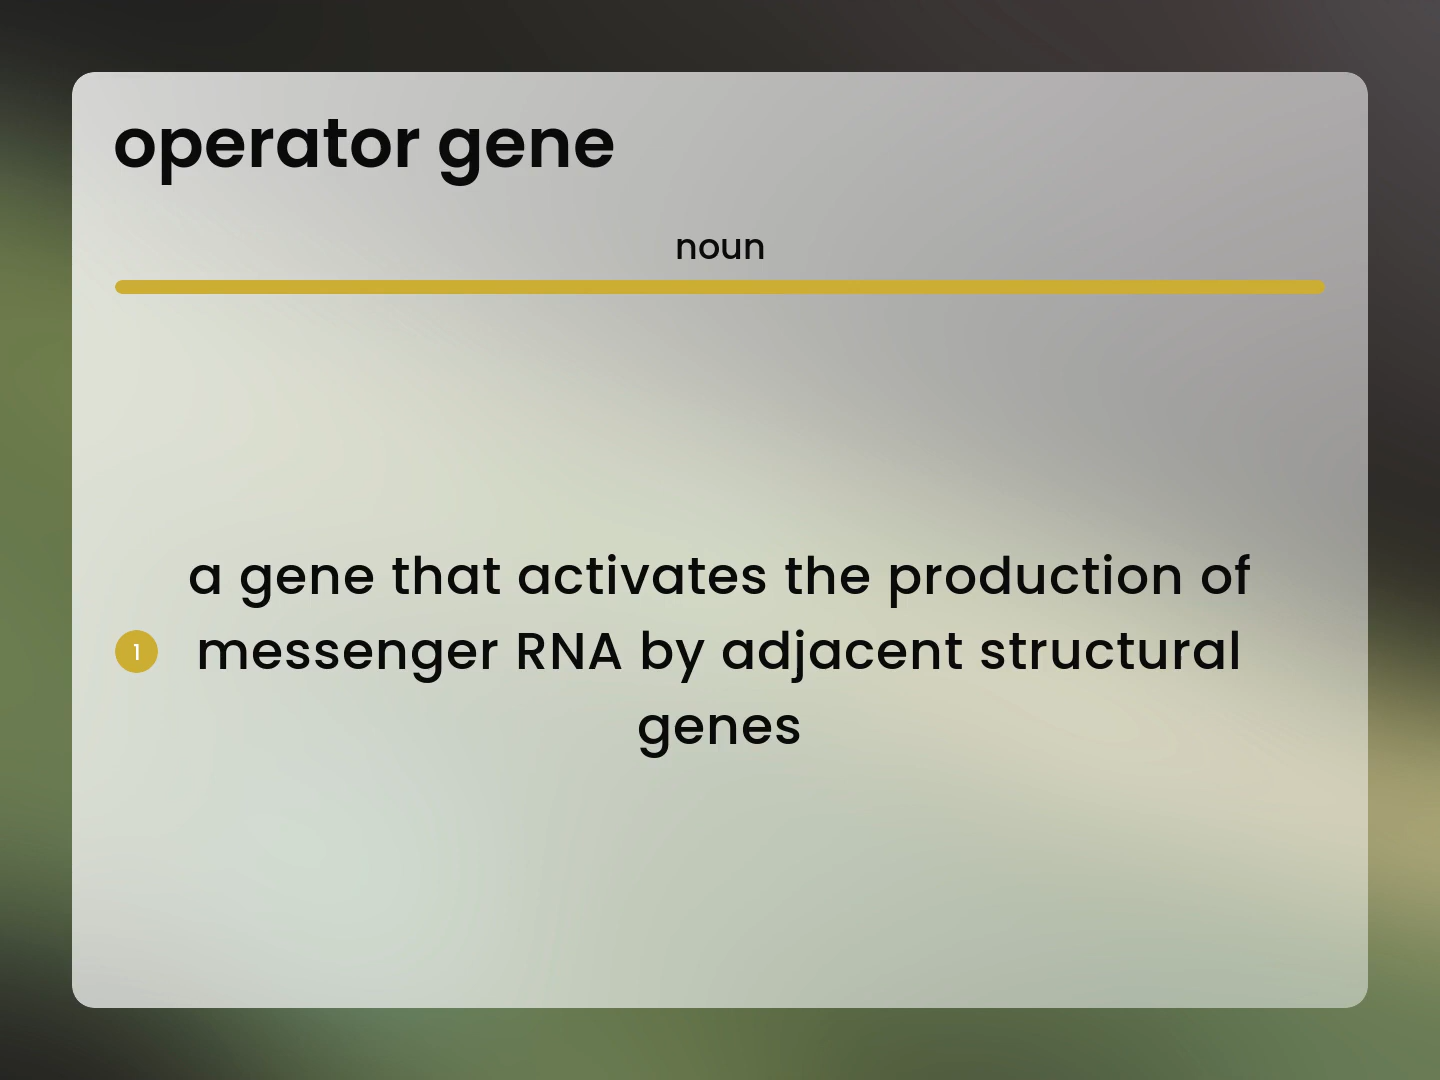 operator gene
noun
a gene that activates the production of
1 messenger RNA by adjacent structural
genes